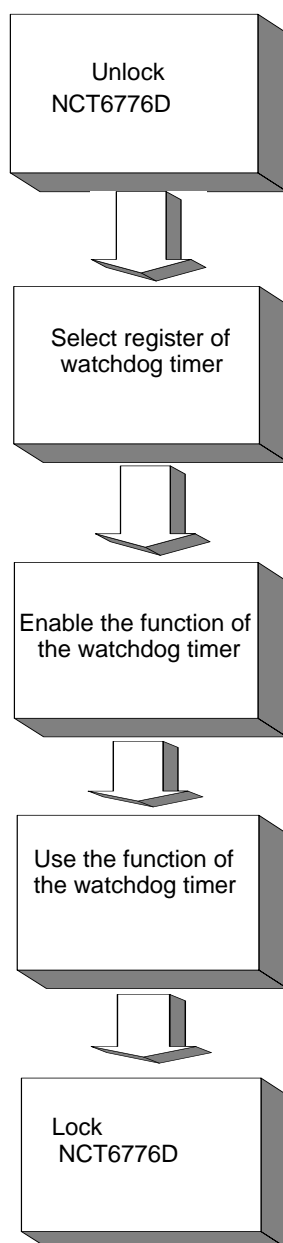 Unlock
NCT6776D
Select register of
watchdog timer
Enable the function of
the watchdog timer
Use the function of
the watchdog timer
Lock
NCT6776D